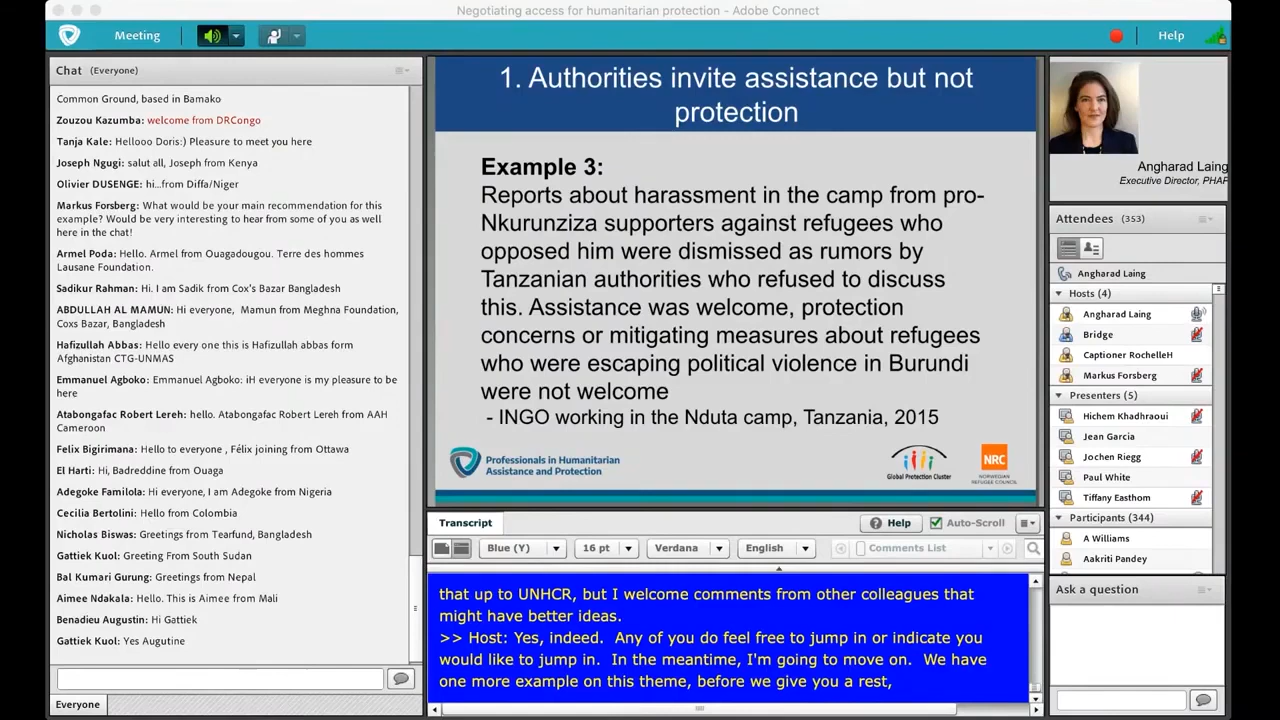 Negotiating access for humanitarian protection - Adobe Connect
Meeting
Help
Chat (Everyone)
Common Ground, based in Bamako
Zouzou Kazumba: welcome from DRCongo
Tanja Kale: Hellooo Doris:) Pleasure to meet you here
Joseph Ngugi: salut all, Joseph from Kenya
Olivier DUSENGE: hi...from Diffa/Niger
Markus Forsberg: What would be your main recommendation for this
example? Would be very interesting to hear from some of you as well
here in the chat!
Armel Poda: Hello. Armel from Ouagadougou. Terre des hommes
Lausane Foundation.
Sadikur Rahman: Hi. I am Sadik from Cox's Bazar Bangladesh
ABDULLAH AL MAMUN: Hi everyone, Mamun from Meghna Foundation,
Coxs Bazar, Bangladesh
Hafizullah Abbas: Hello every one this is Hafizullah abbas form
Afghanistan CTG-UNMAS
Emmanuel Agboko: Emmanuel Agboko: iH everyone is my pleasure to be
here
Atabongafac Robert Lereh: hello. Atabongafac Robert Lereh from AAH
Cameroon
Felix Bigirimana: Hello to everyone , Félix joining from Ottawa
El Harti: Hi, Badreddine from Ouaga
Adegoke Familola: Hi everyone, I am Adegoke from Nigeria
Cecilia Bertolini: Hello from Colombia
Nicholas Biswas: Greetings from Tearfund, Bangladesh
Gattiek Kuol: Greeting From South Sudan
Bal Kumari Gurung: Greetings from Nepal
Aimee Ndakala: Hello. This is Aimee from Mali
Benadieu Augustin: Hi Gattiek
Gattiek Kuol: Yes Augutine
Everyone
1. Authorities invite assistance but not
protection
Example 3:
Reports about harassment in the camp from pro-
Nkurunziza supporters against refugees who
opposed him were dismissed as rumors by
Tanzanian authorities who refused to discuss
this. Assistance was welcome, protection
concerns or mitigating measures about refugees
who were escaping political violence in Burundi
were not welcome
- INGO working in the Nduta camp, Tanzania, 2015
Professionals in Humanitarian
Assistance and Protection
Global Protection Cluster
NRC
NORWEGIAN
REFUGEE COUNCIL
Transcript
Help
Auto-Scroll
Blue (Y)
16 pt
Verdana
English
Comments List
that up to UNHCR, but I welcome comments from other colleagues that
might have better ideas.
>> Host: Yes, indeed. Any of you do feel free to jump in or indicate you
would like to jump in. In the meantime, I'm going to move on. We have
one more example on this theme, before we give you a rest,
Angharad Laing
Executive Director, PHAP
Attendees (353)
Angharad Laing
Hosts (4)
Angharad Laing
Bridge
Captioner RochelleH
Markus Forsberg
Presenters (5)
Hichem Khadhraoui
Jean Garcia
Jochen Riegg
Paul White
Tiffany Easthom
Participants (344)
A Williams
Aakriti Pandey
Ask a question